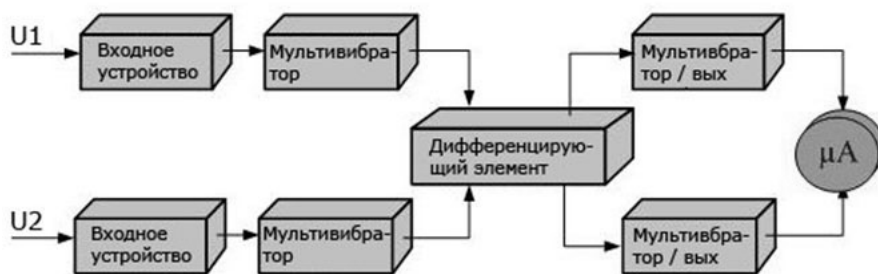 U1
Входное
устройство
Мультивибра-
тор
Мультивбра-
тор / вых
Дифференцирую-
щий элемент
µA
U2
Входное
устройство
Мультивибра-
тор
Мультивбра-
тор / вых